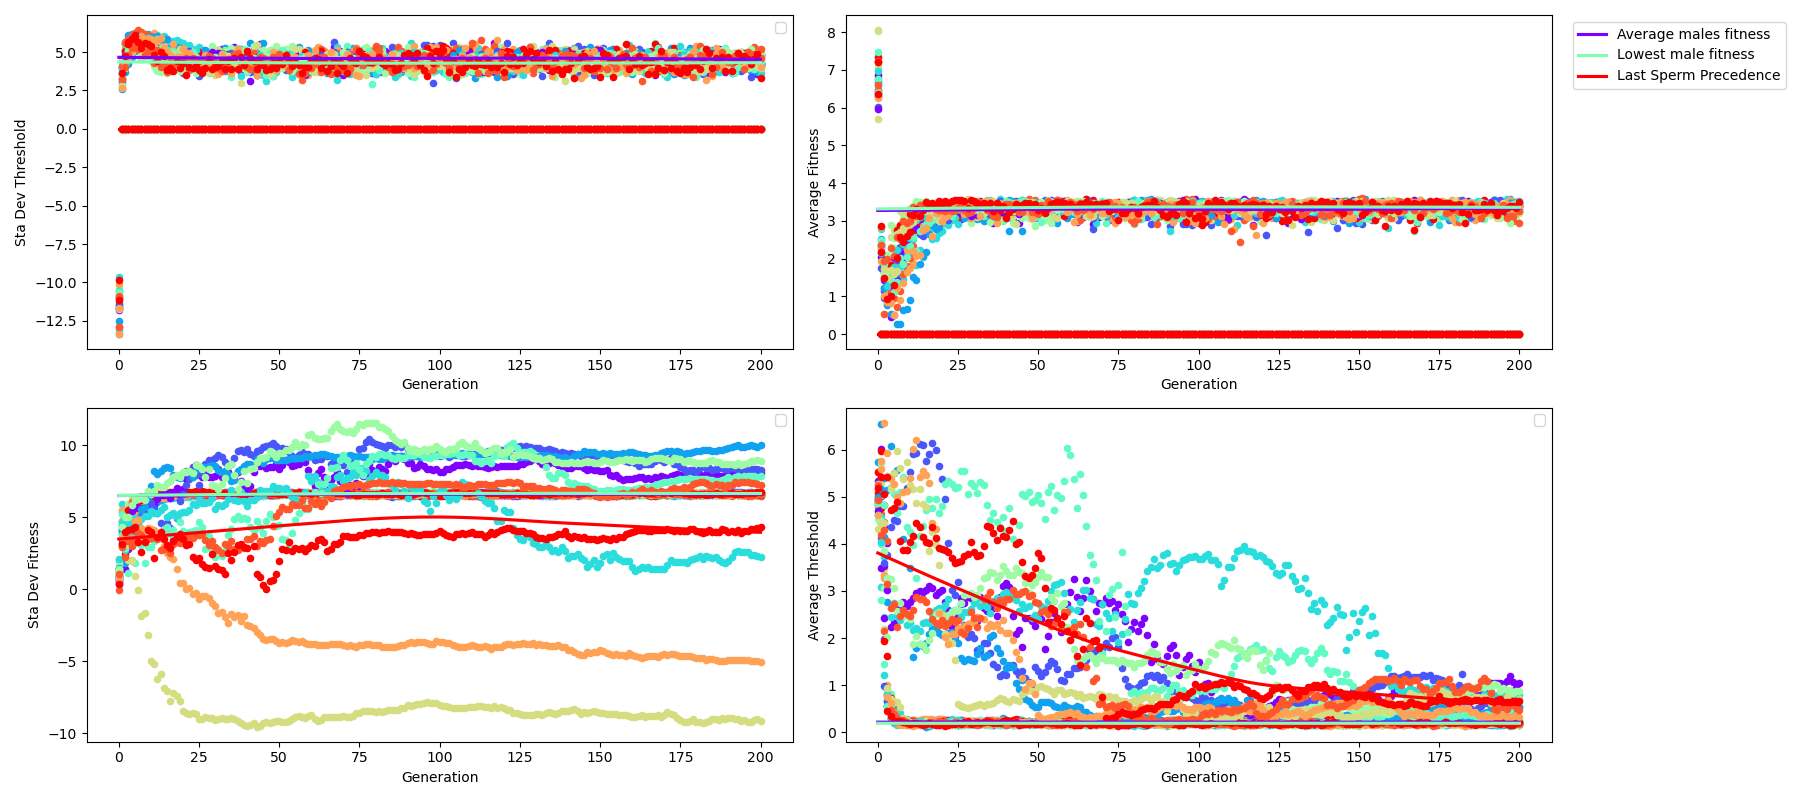 Sta Dev Threshold
5.0
2.5
0.0
−2.5
−5.0
−7.5
−10.0
−12.5
0 25 50 75 100 125 150 175 200
Generation
Average Fitness
8
7
6
5
4
3
2
1
0
0 25 50 75 100 125 150 175 200
Generation
Average males fitness
Lowest male fitness
Last Sperm Precedence
Sta Dev Fitness
10
5
0
−5
−10
0 25 50 75 100 125 150 175 200
Generation
Average Threshold
6
5
4
3
2
1
0
0 25 50 75 100 125 150 175 200
Generation